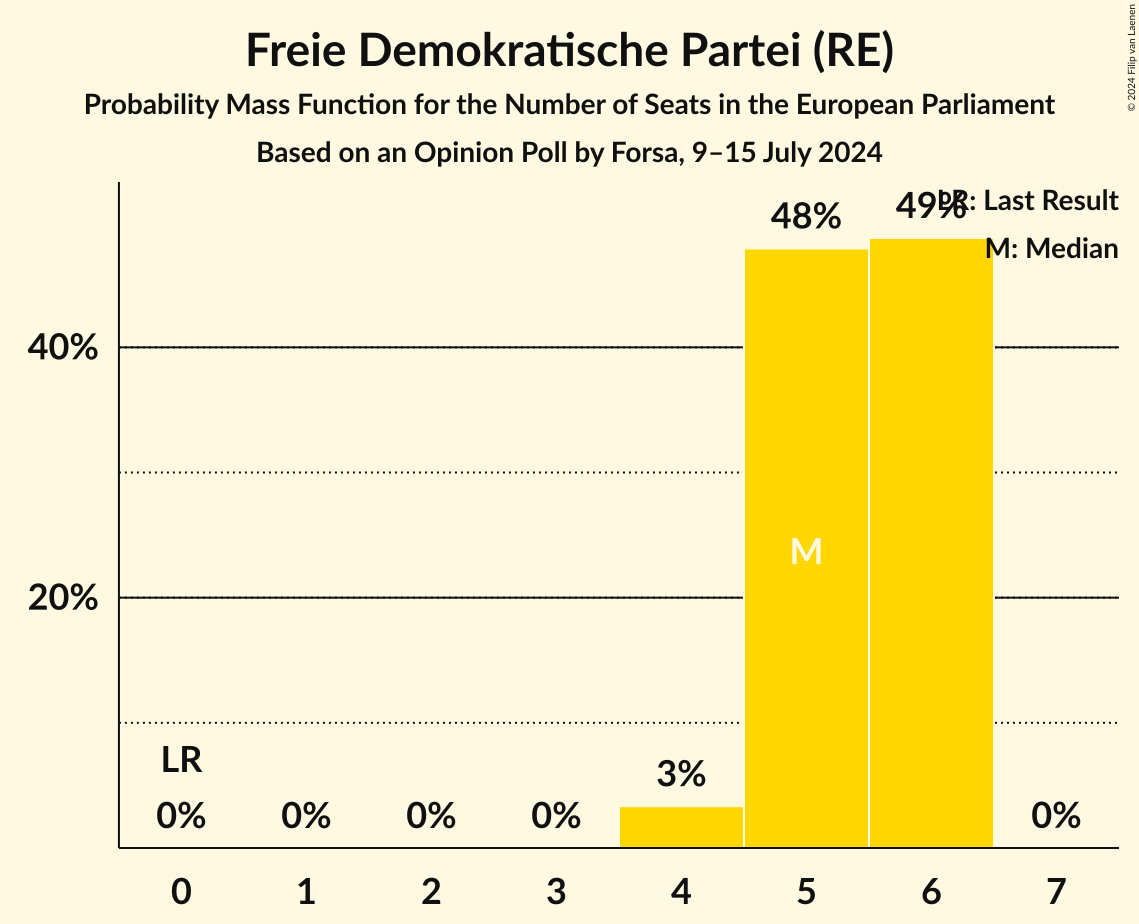 Freie Demokratische Partei (RE)
Probability Mass Function for the Number of Seats in the European Parliament
Based on an Opinion Poll by Forsa, 9–15 July 2024
© 2024 Filip van Laenen
LR: Last Result
M: Median
48%
49%
40%
M
20%
LR
3%
0%
0%
0%
0%
0%
0 1 2 3 4 5 6 7